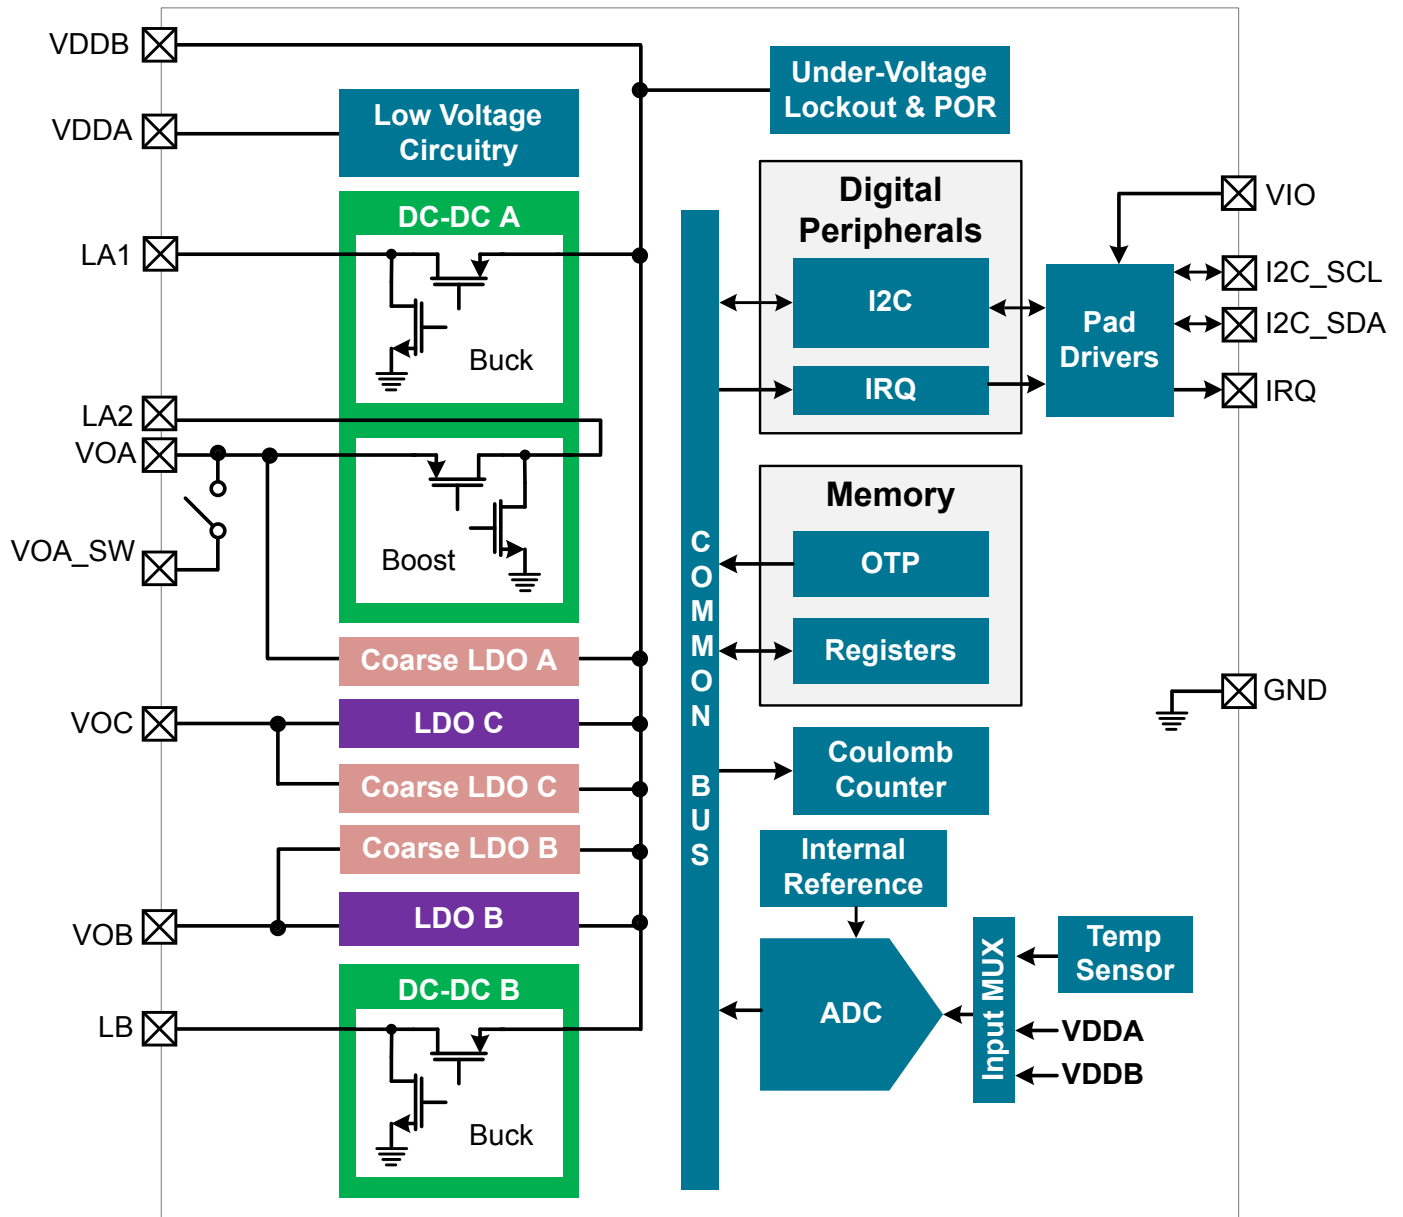 VDDB
VDDA
LA1
LA2
VOA
VOA_SW
VOC
VOB
LB
Low Voltage
Circuitry
DC-DC A
Buck
Boost
Coarse LDO A
LDO C
Coarse LDO C
Coarse LDO B
LDO B
DC-DC B
Buck
COMMON BUS
Under-Voltage
Lockout & POR
Digital
Peripherals
I2C
IRQ
Pad
Drivers
VIO
I2C_SCL
I2C_SDA
IRQ
Memory
OTP
Registers
GND
Coulomb
Counter
Internal
Reference
ADC
Input MUX
Temp
Sensor
VDDA
VDDB